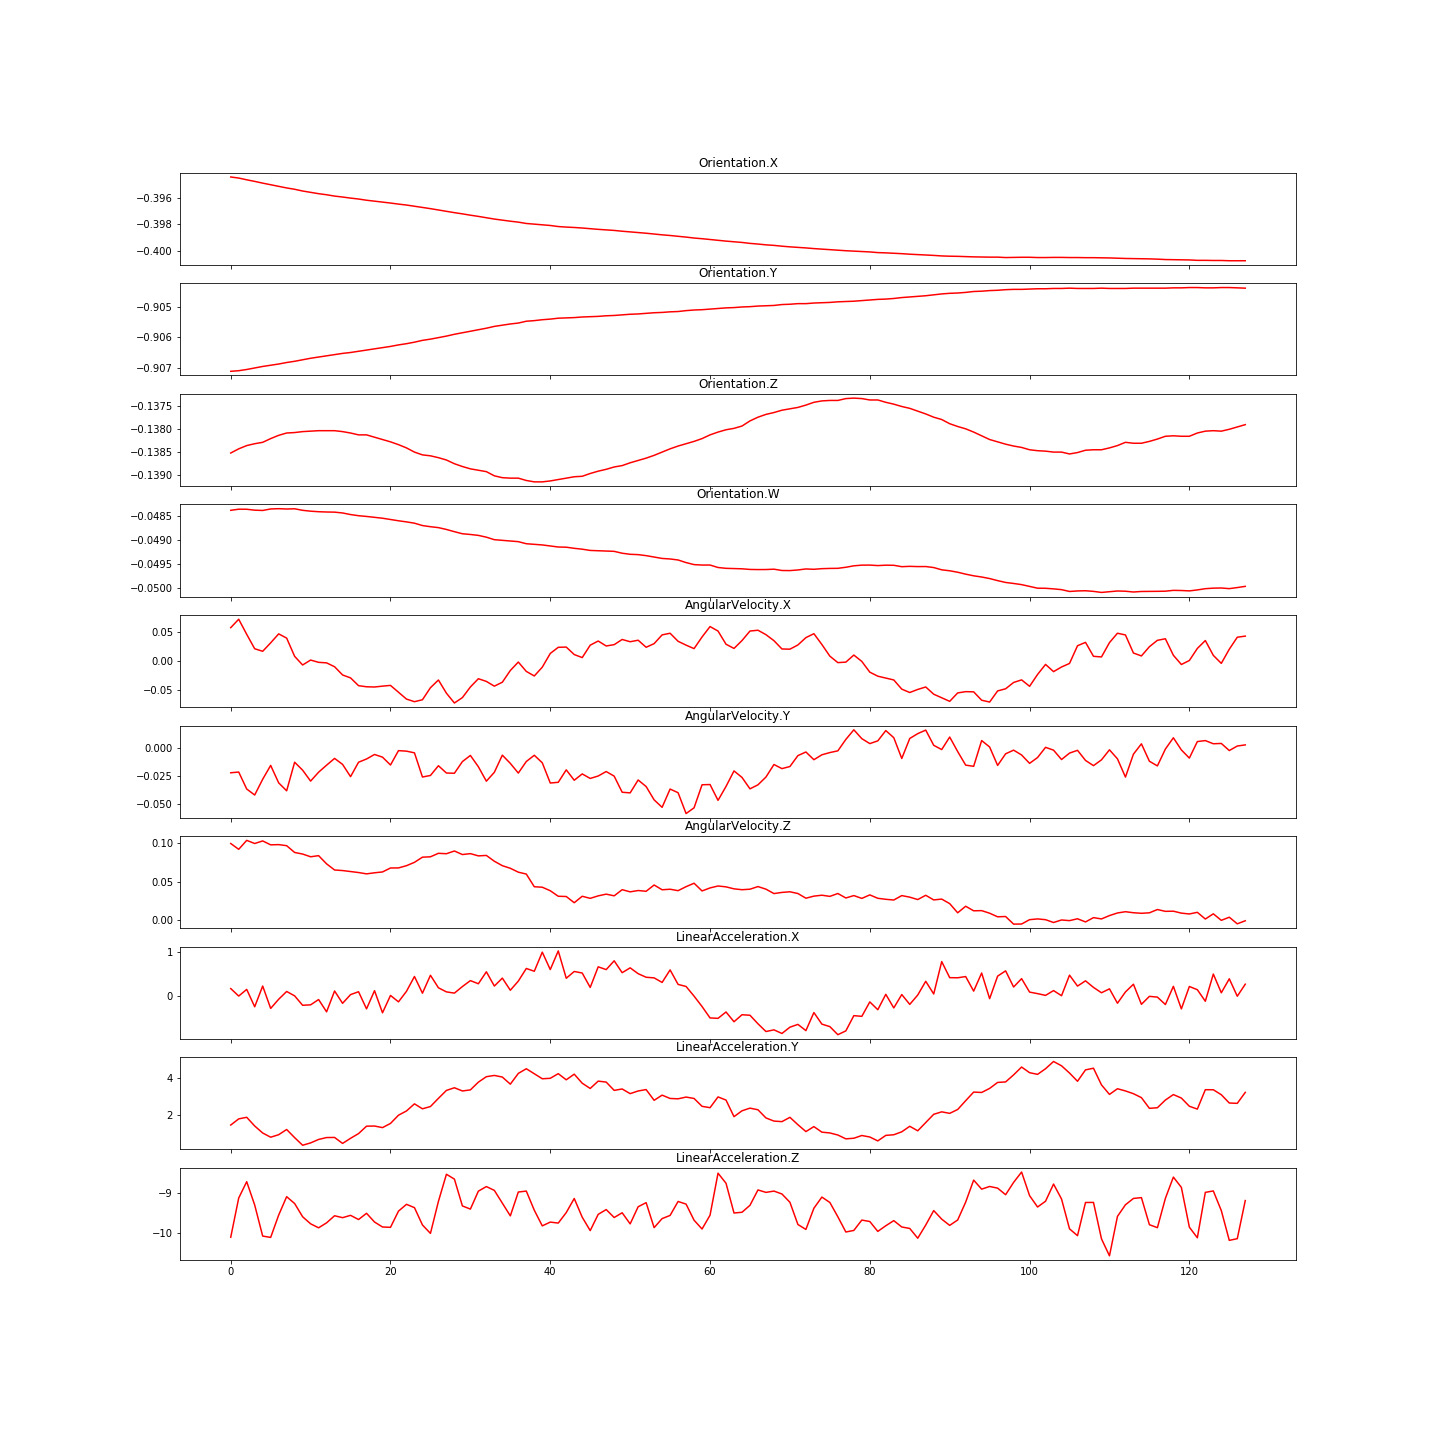 Orientation.X
−0.396
−0.398
−0.400
Orientation.Y
−0.905
−0.906
−0.907
Orientation.Z
−0.1375
−0.1380
−0.1385
−0.1390
Orientation.W
−0.0485
−0.0490
−0.0495
−0.0500
AngularVelocity.X
0.05
0.00
−0.05
AngularVelocity.Y
0.000
−0.025
−0.050
AngularVelocity.Z
0.10
0.05
0.00
LinearAcceleration.X
1
0
LinearAcceleration.Y
4
2
LinearAcceleration.Z
−9
−10
0 20 40 60 80 100 120